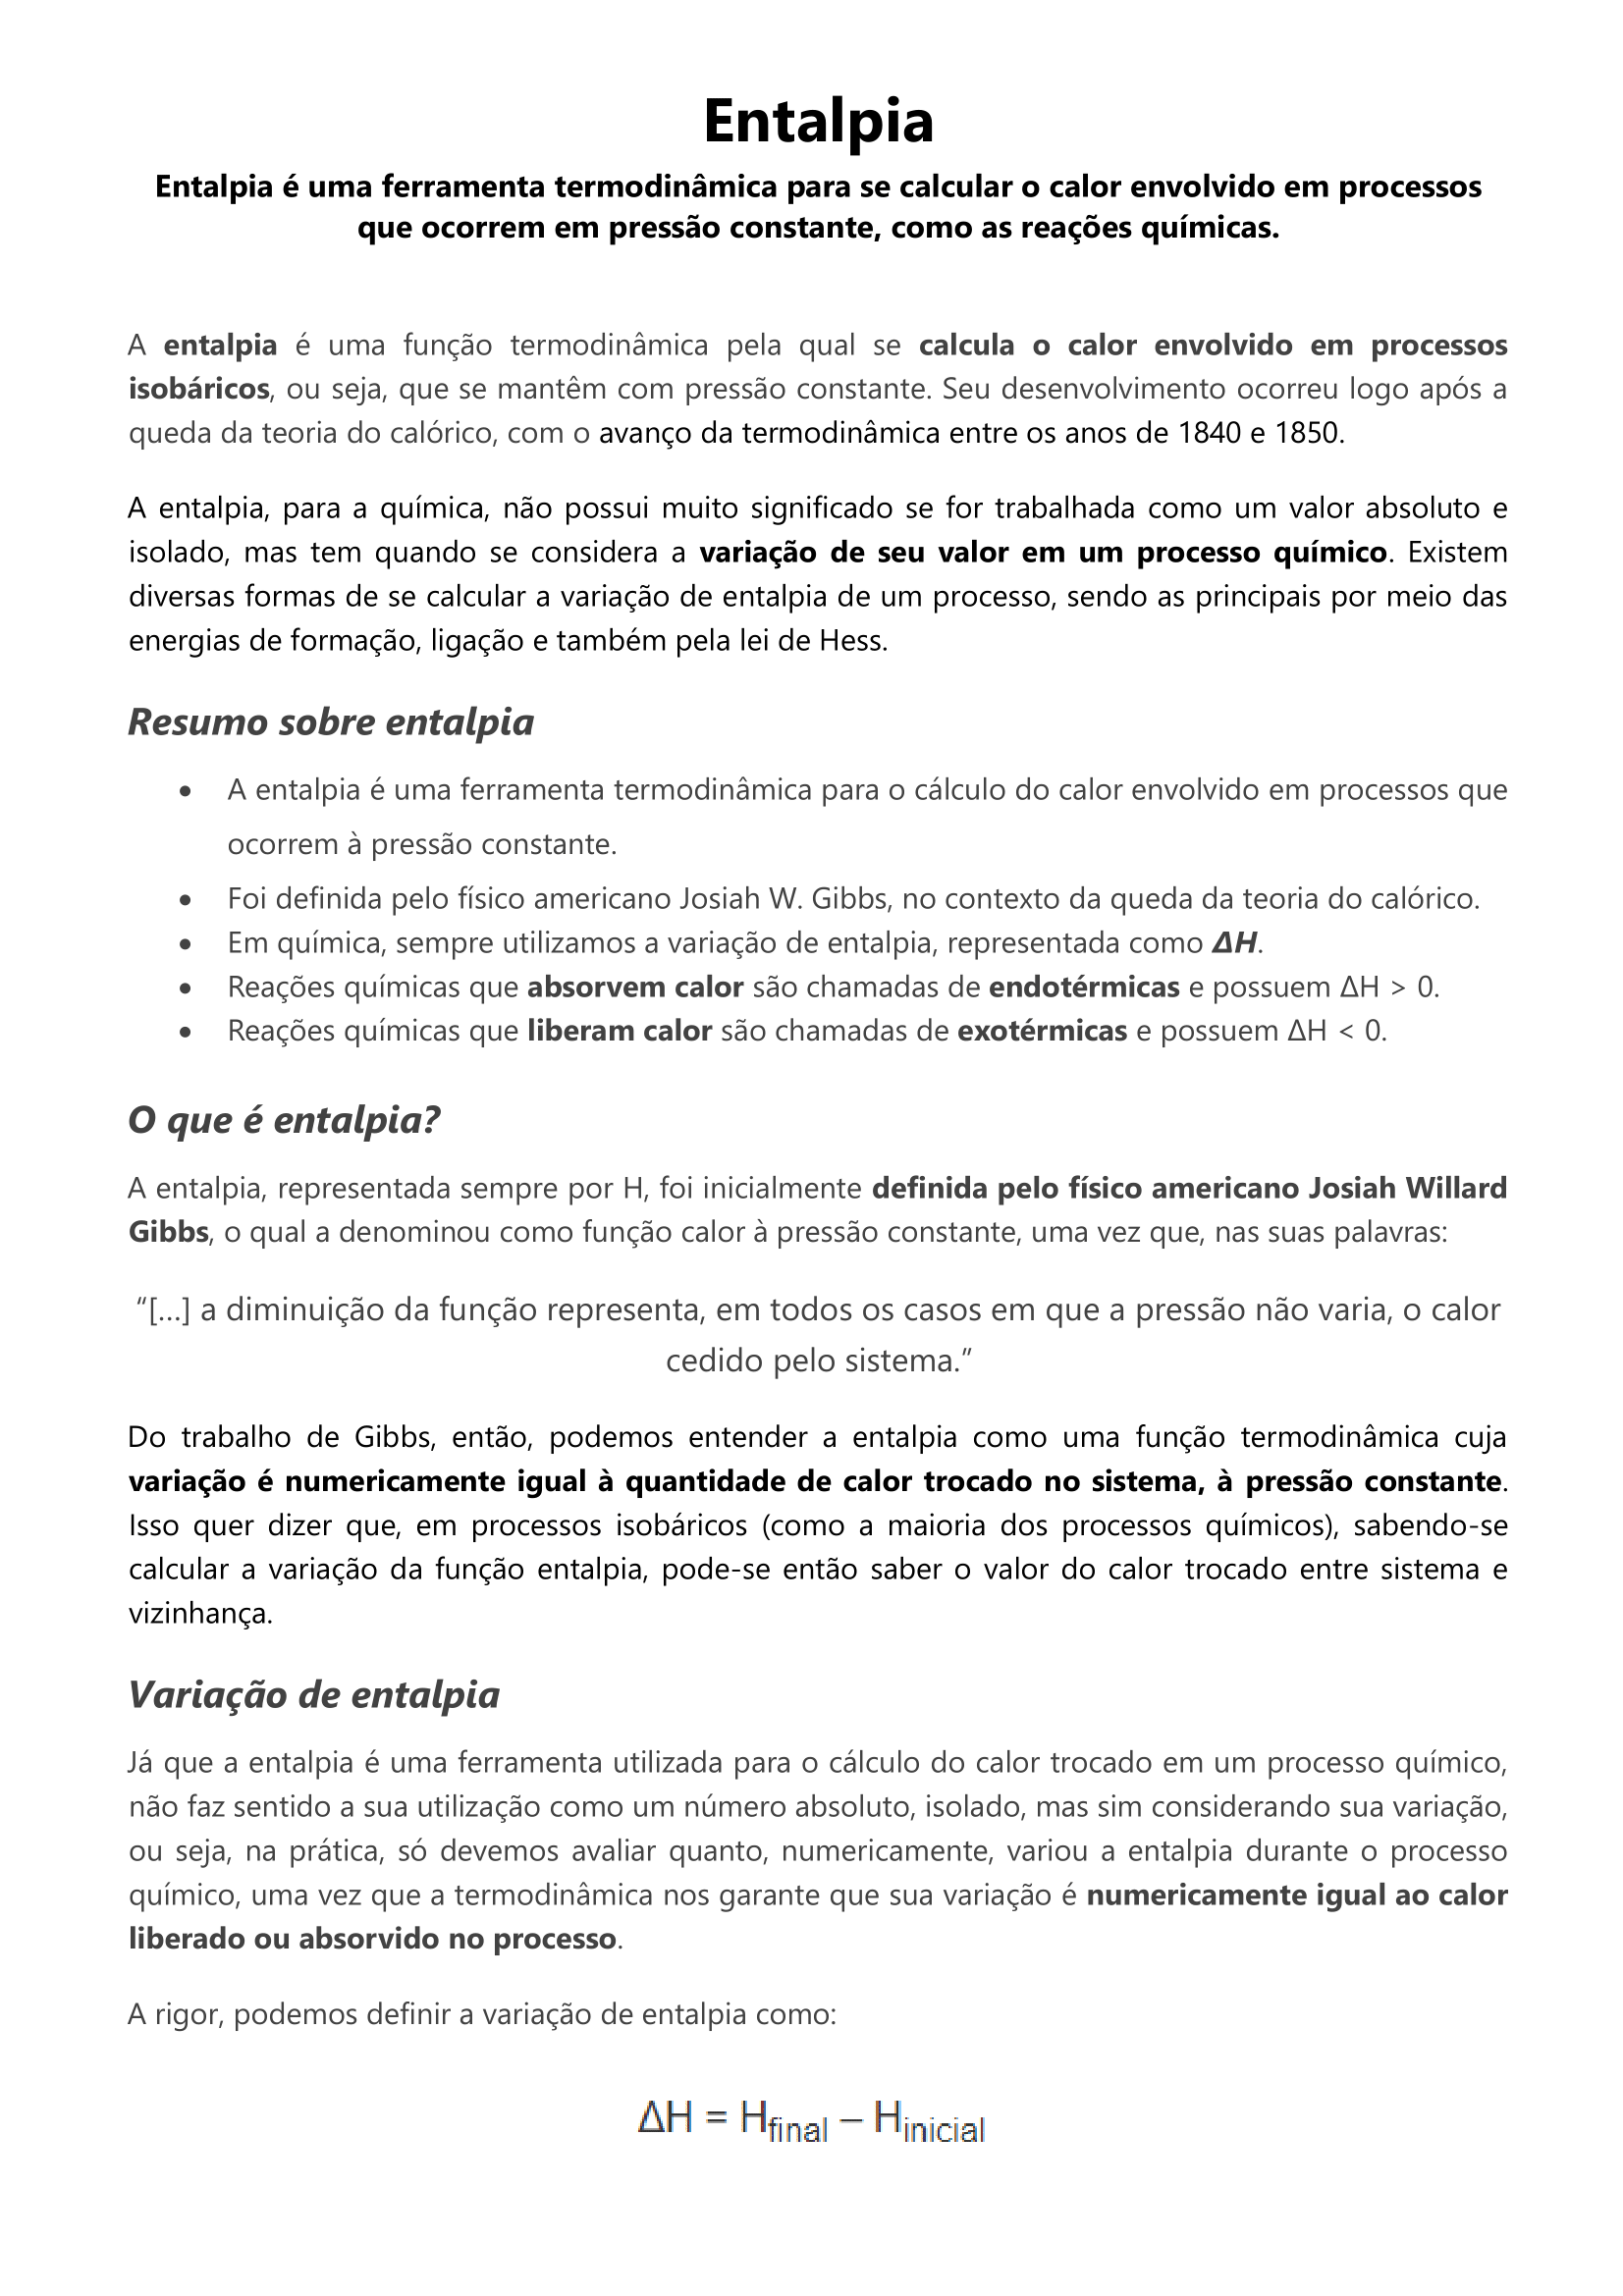 Entalpia
Entalpia é uma ferramenta termodinâmica para se calcular o calor envolvido em processos
que ocorrem em pressão constante, como as reações químicas.
A entalpia é uma função termodinâmica pela qual se calcula o calor envolvido em processos
isobáricos, ou seja, que se mantêm com pressão constante. Seu desenvolvimento ocorreu logo após a
queda da teoria do calórico, com o avanço da termodinâmica entre os anos de 1840 e 1850.
A entalpia, para a química, não possui muito significado se for trabalhada como um valor absoluto e
isolado, mas tem quando se considera a variação de seu valor em um processo químico. Existem
diversas formas de se calcular a variação de entalpia de um processo, sendo as principais por meio das
energias de formação, ligação e também pela lei de Hess.
Resumo sobre entalpia
• A entalpia é uma ferramenta termodinâmica para o cálculo do calor envolvido em processos que
ocorrem à pressão constante.
• Foi definida pelo físico americano Josiah W. Gibbs, no contexto da queda da teoria do calórico.
• Em química, sempre utilizamos a variação de entalpia, representada como ΔH.
• Reações químicas que absorvem calor são chamadas de endotérmicas e possuem ΔH > 0.
• Reações químicas que liberam calor são chamadas de exotérmicas e possuem ΔH < 0.
O que é entalpia?
A entalpia, representada sempre por H, foi inicialmente definida pelo físico americano Josiah Willard
Gibbs, o qual a denominou como função calor à pressão constante, uma vez que, nas suas palavras:
“[…] a diminuição da função representa, em todos os casos em que a pressão não varia, o calor
cedido pelo sistema.”
Do trabalho de Gibbs, então, podemos entender a entalpia como uma função termodinâmica cuja
variação é numericamente igual à quantidade de calor trocado no sistema, à pressão constante.
Isso quer dizer que, em processos isobáricos (como a maioria dos processos químicos), sabendo-se
calcular a variação da função entalpia, pode-se então saber o valor do calor trocado entre sistema e
vizinhança.
Variação de entalpia
Já que a entalpia é uma ferramenta utilizada para o cálculo do calor trocado em um processo químico,
não faz sentido a sua utilização como um número absoluto, isolado, mas sim considerando sua variação,
ou seja, na prática, só devemos avaliar quanto, numericamente, variou a entalpia durante o processo
químico, uma vez que a termodinâmica nos garante que sua variação é numericamente igual ao calor
liberado ou absorvido no processo.
A rigor, podemos definir a variação de entalpia como:
ΔH = Hfinal – Hinicial